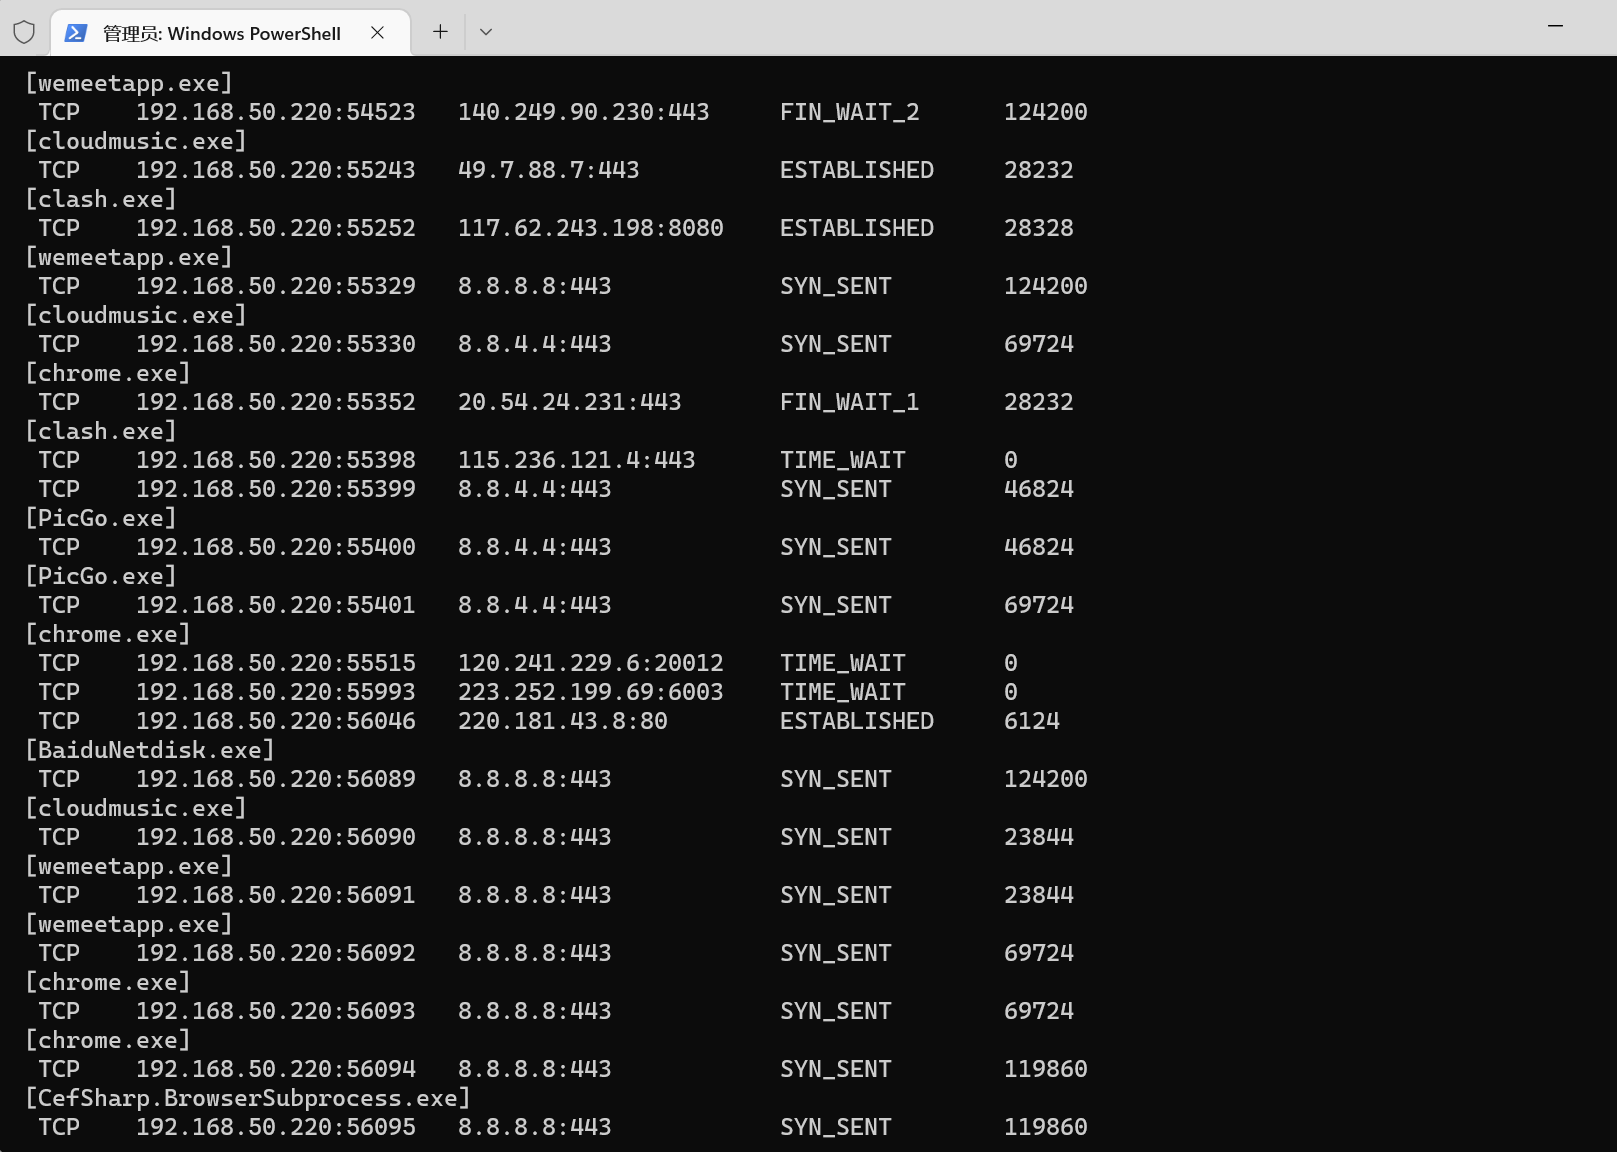 管理员: Windows PowerShell
[wemeetapp.exe]
TCP 192.168.50.220:54523 140.249.90.230:443 FIN_WAIT_2 124200
[cloudmusic.exe]
TCP 192.168.50.220:55243 49.7.88.7:443 ESTABLISHED 28232
[clash.exe]
TCP 192.168.50.220:55252 117.62.243.198:8080 ESTABLISHED 28328
[wemeetapp.exe]
TCP 192.168.50.220:55329 8.8.8.8:443 SYN_SENT 124200
[cloudmusic.exe]
TCP 192.168.50.220:55330 8.8.4.4:443 SYN_SENT 69724
[chrome.exe]
TCP 192.168.50.220:55352 20.54.24.231:443 FIN_WAIT_1 28232
[clash.exe]
TCP 192.168.50.220:55398 115.236.121.4:443 TIME_WAIT 0
TCP 192.168.50.220:55399 8.8.4.4:443 SYN_SENT 46824
[PicGo.exe]
TCP 192.168.50.220:55400 8.8.4.4:443 SYN_SENT 46824
[PicGo.exe]
TCP 192.168.50.220:55401 8.8.4.4:443 SYN_SENT 69724
[chrome.exe]
TCP 192.168.50.220:55515 120.241.229.6:20012 TIME_WAIT 0
TCP 192.168.50.220:55993 223.252.199.69:6003 TIME_WAIT 0
TCP 192.168.50.220:56046 220.181.43.8:80 ESTABLISHED 6124
[BaiduNetdisk.exe]
TCP 192.168.50.220:56089 8.8.8.8:443 SYN_SENT 124200
[cloudmusic.exe]
TCP 192.168.50.220:56090 8.8.8.8:443 SYN_SENT 23844
[wemeetapp.exe]
TCP 192.168.50.220:56091 8.8.8.8:443 SYN_SENT 23844
[wemeetapp.exe]
TCP 192.168.50.220:56092 8.8.8.8:443 SYN_SENT 69724
[chrome.exe]
TCP 192.168.50.220:56093 8.8.8.8:443 SYN_SENT 69724
[chrome.exe]
TCP 192.168.50.220:56094 8.8.8.8:443 SYN_SENT 119860
[CefSharp.BrowserSubprocess.exe]
TCP 192.168.50.220:56095 8.8.8.8:443 SYN_SENT 119860